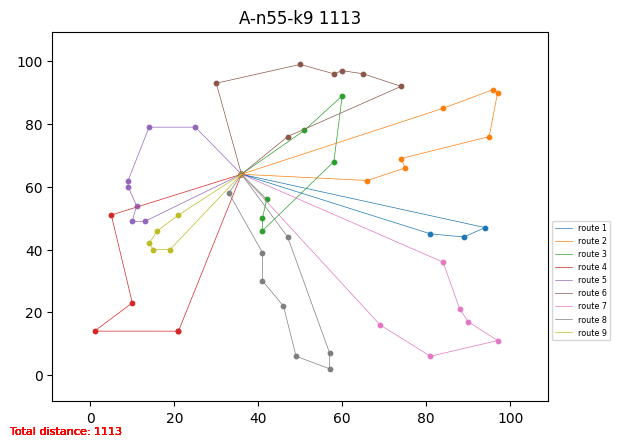 A-n55-k9 1113
100
80
60
40
20
0
0 20 40 60 80 100
route 1
route 2
route 3
route 4
route 5
route 6
route 7
route 8
route 9
Total distance: 1113